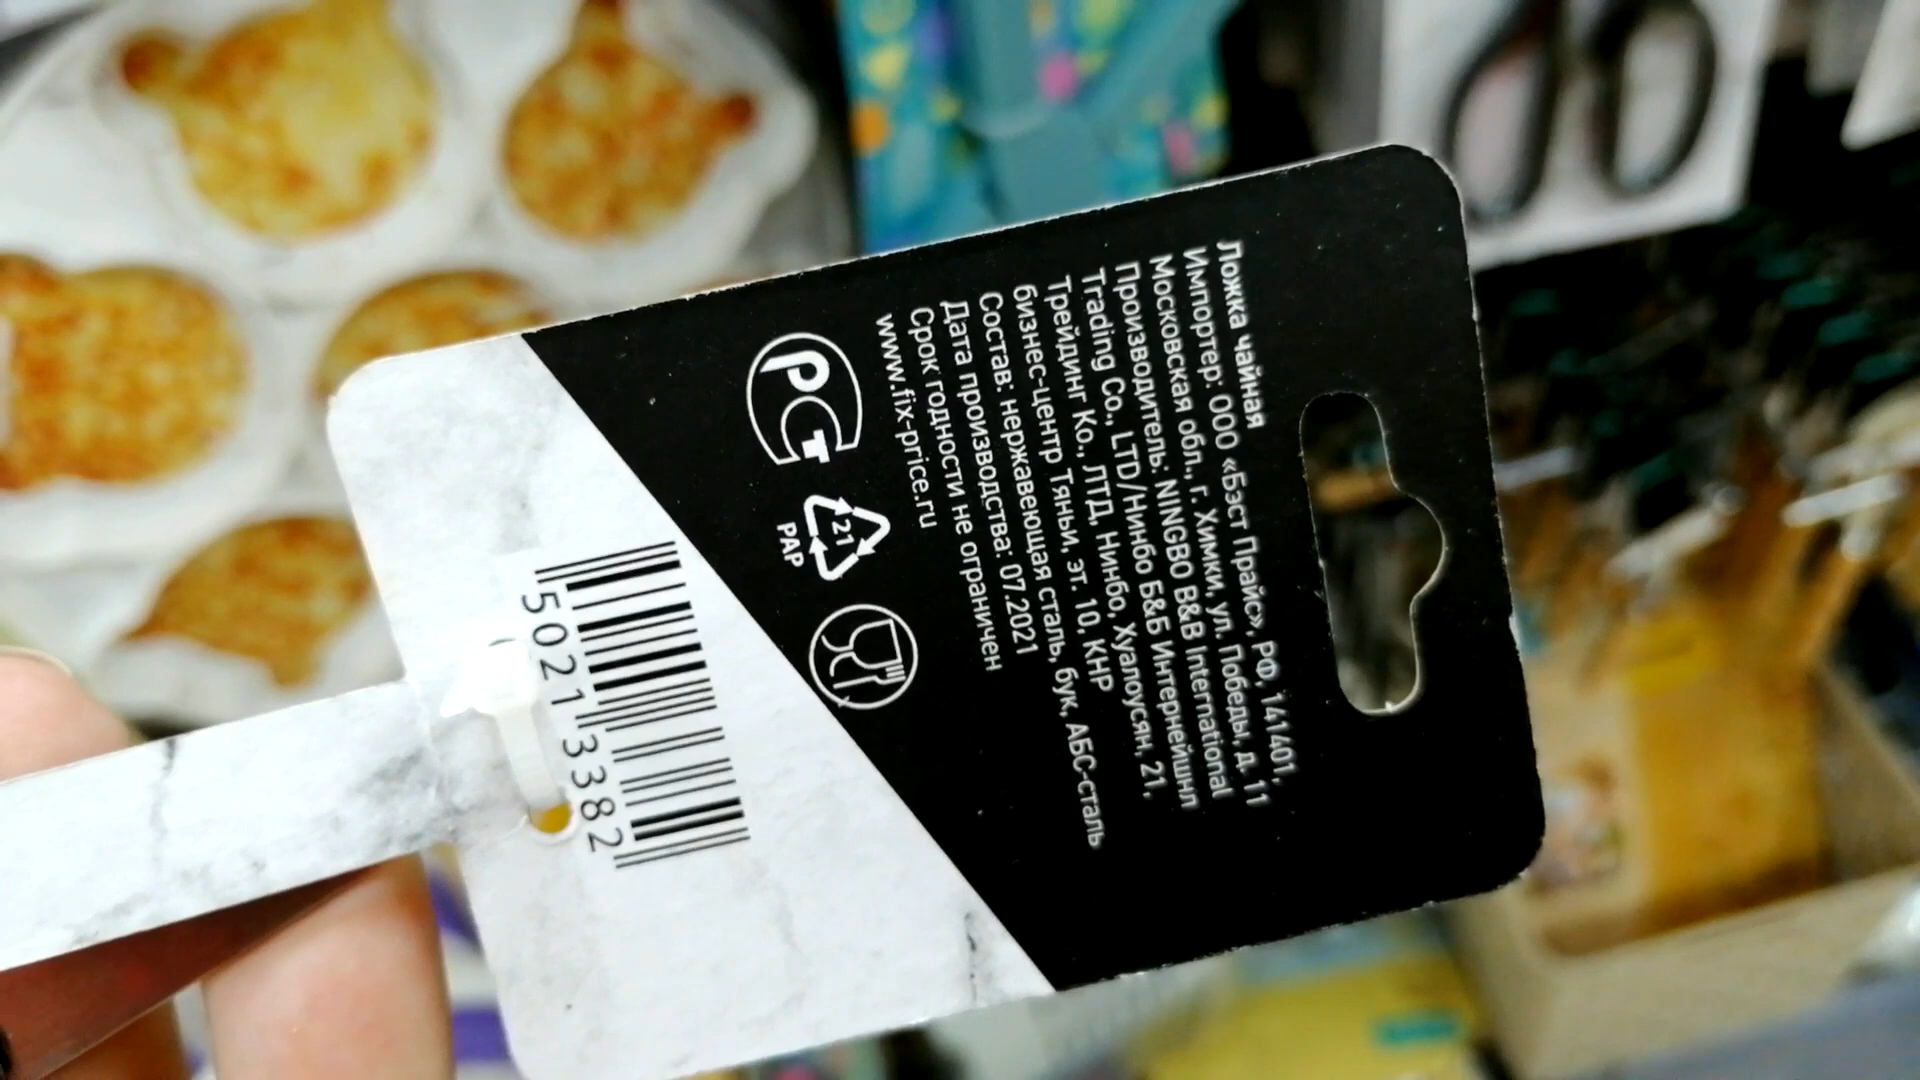 Ложка чайная
Импортер: ООО «Бэст Прайс», РФ, 141401,
Московская обл., г. Химки, ул. Победы, д. 11
Производитель: NINGBO B&B International
Trading Co., LTD/Нинбо Б&Б Интернейшнл
Трейдинг Ко., ЛТД, Нинбо, Хуалоусян, 21,
бизнес-центр Тяньи, эт. 10, КНР
Состав: нержавеющая сталь, бук, АБС-сталь
Дата производства: 07.2021
Срок годности не ограничен
www.fix-price.ru
РСТ
21
PAP
5021 3382